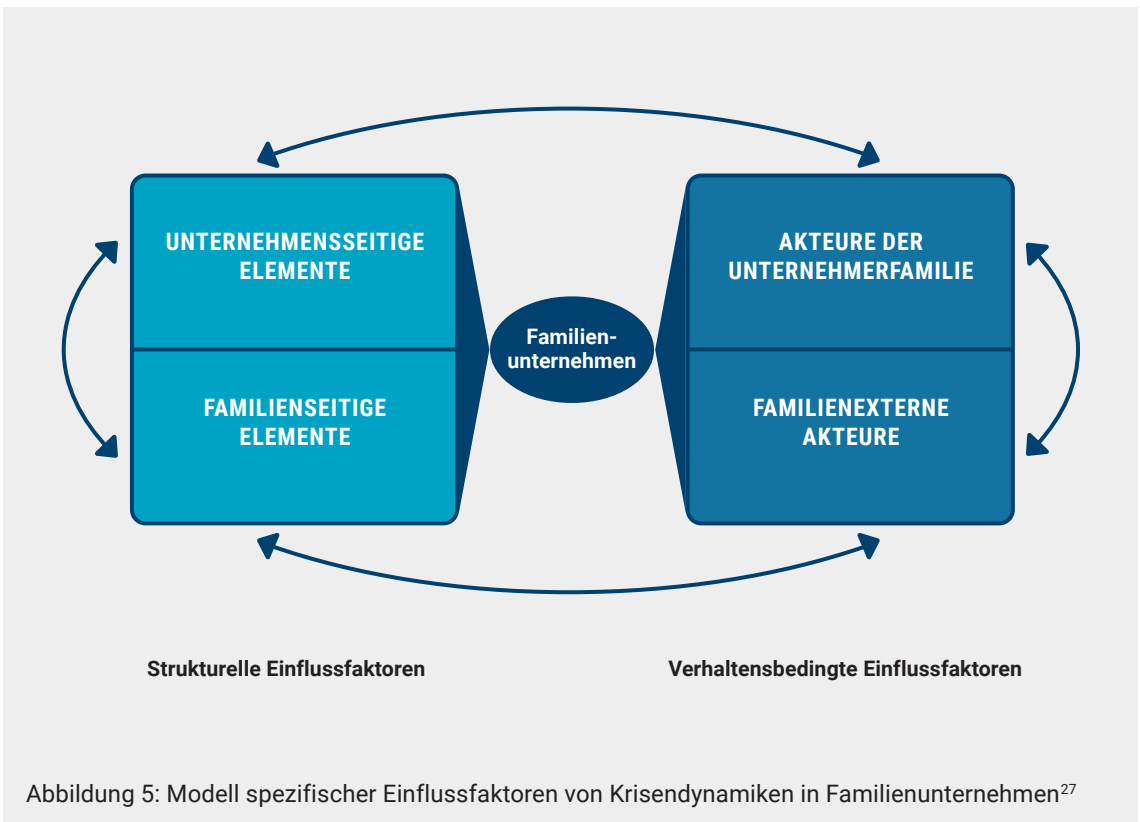 UNTERNEHMENSSEITIGE
ELEMENTE
FAMILIENSEITIGE
ELEMENTE
Familien-
unternehmen
AKTEURE DER
UNTERNEHMERFAMILIE
FAMILIENEXTERNE
AKTEURE
Strukturelle Einflussfaktoren
Verhaltensbedingte Einflussfaktoren
Abbildung 5: Modell spezifischer Einflussfaktoren von Krisendynamiken in Familienunternehmen²⁷